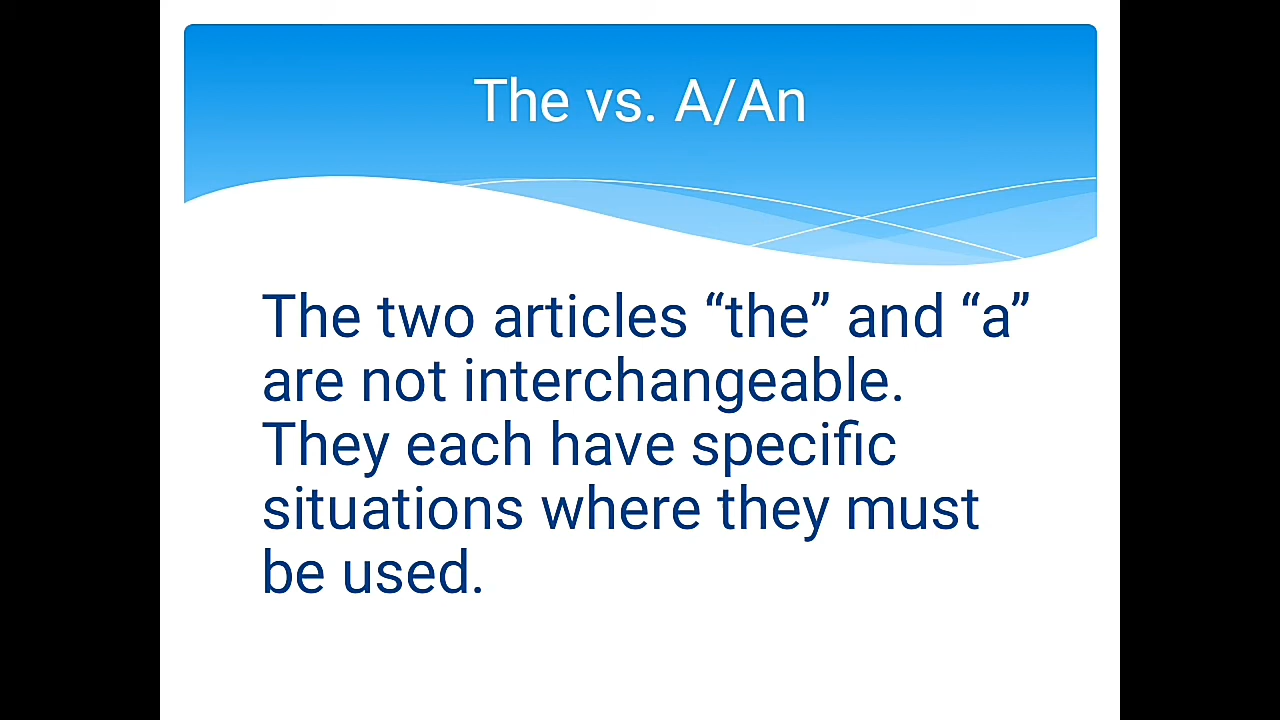 The vs. A/An
The two articles “the” and “a”
are not interchangeable.
They each have specific
situations where they must
be used.